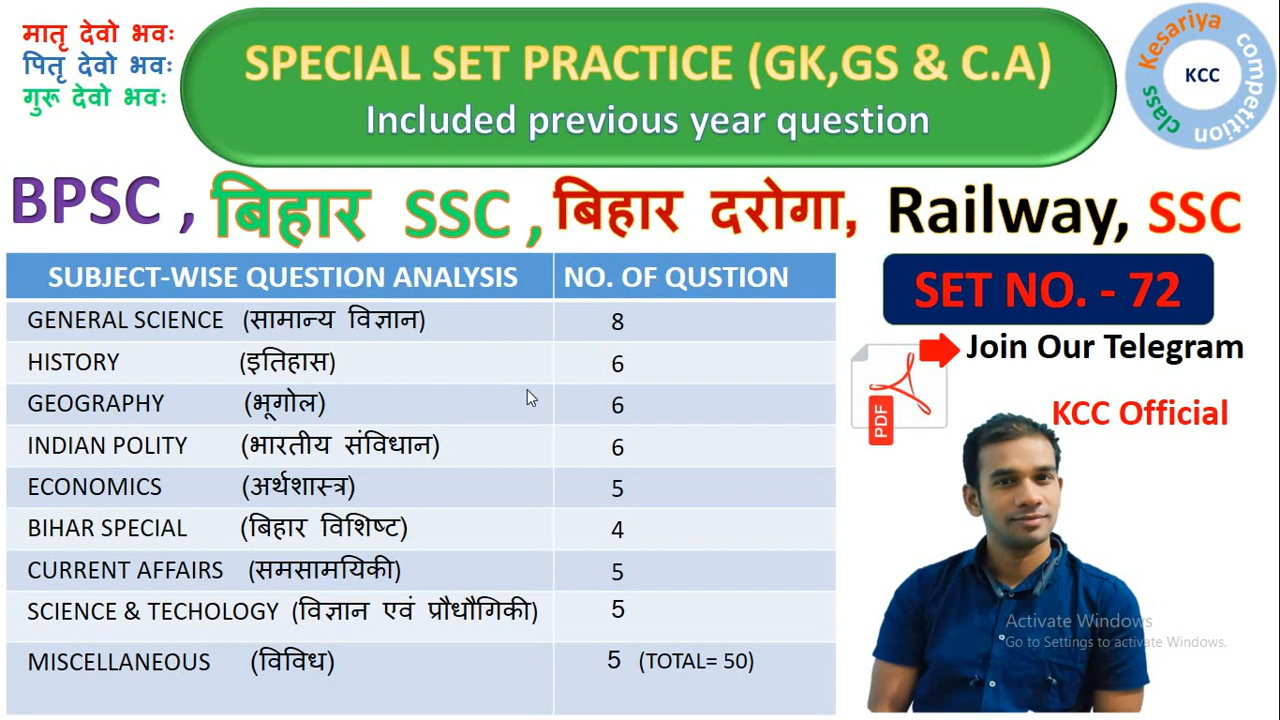 मातृ देवो भवः
पितृ देवो भवः
गुरू देवो भवः
SPECIAL SET PRACTICE (GK,GS & C.A)
Included previous year question
Kesariya competition class
KCC
BPSC , बिहार SSC , बिहार दरोगा, Railway, SSC
SUBJECT-WISE QUESTION ANALYSIS NO. OF QUSTION
GENERAL SCIENCE (सामान्य विज्ञान) 8
HISTORY (इतिहास) 6
GEOGRAPHY (भूगोल) 6
INDIAN POLITY (भारतीय संविधान) 6
ECONOMICS (अर्थशास्त्र) 5
BIHAR SPECIAL (बिहार विशिष्ट) 4
CURRENT AFFAIRS (समसामयिकी) 5
SCIENCE & TECHOLOGY (विज्ञान एवं प्रौधौगिकी) 5
MISCELLANEOUS (विविध) 5 (TOTAL= 50)
SET NO. - 72
Join Our Telegram
PDF
KCC Official
Activate Windows
Go to Settings to activate Windows.